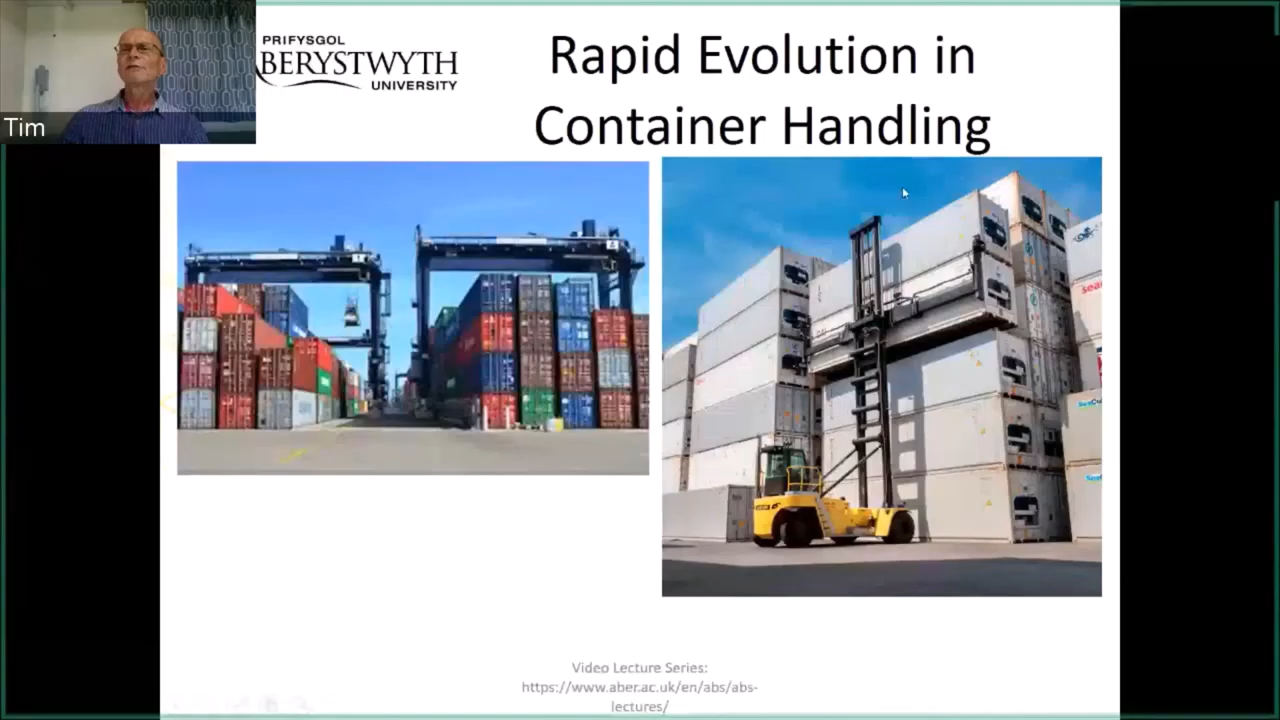 Tim
PRIFYSGOL
BERYSTWYTH
UNIVERSITY
Rapid Evolution in
Container Handling
Video Lecture Series:
https://www.aber.ac.uk/en/abs/abs-
lectures/